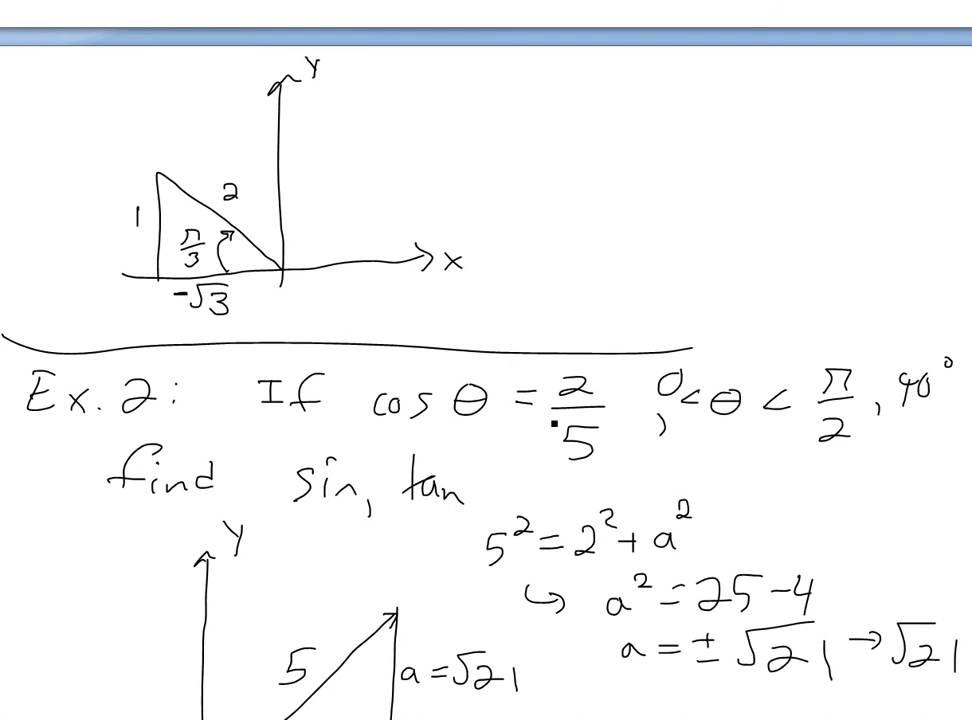 Y
2
1
π/3
x
-√3
Ex. 2: If cos θ = 2/5, 0 < θ < π/2, 90°
find sin, tan
5² = 2² + a²
Y
↪ a² = 25 - 4
a = ± √21 → √21
5 a = √21